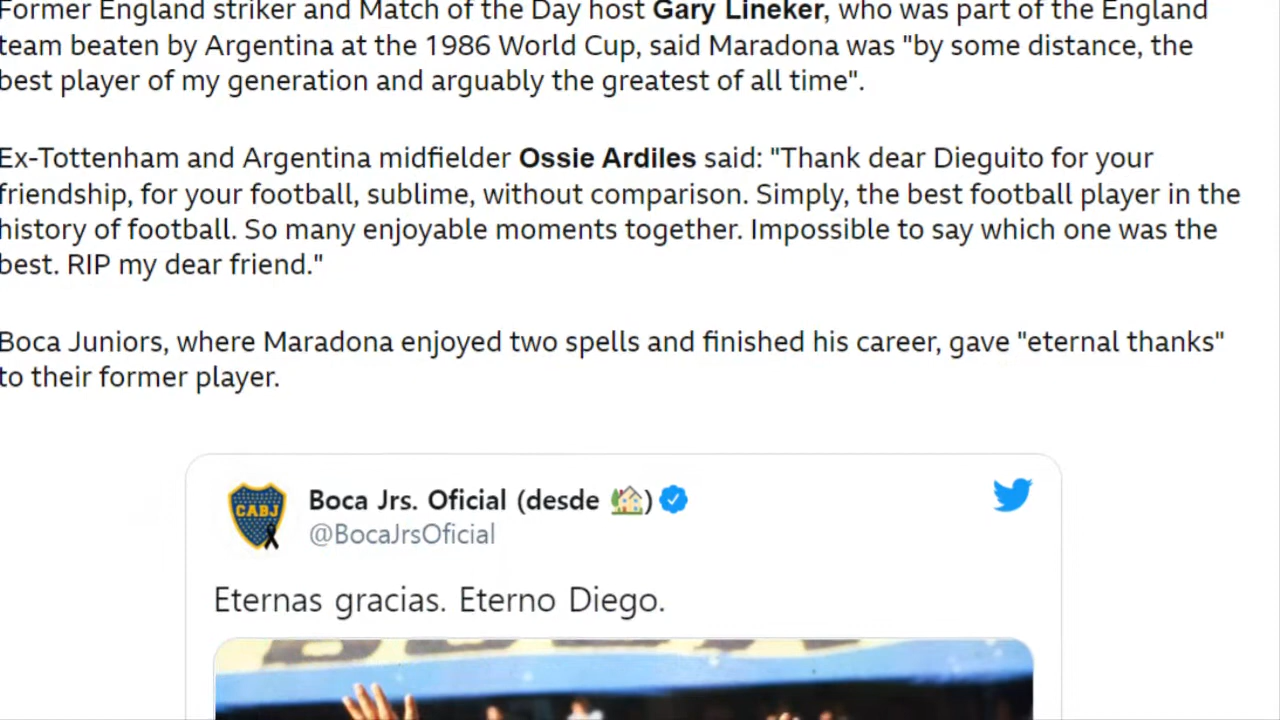 Former England striker and Match of the Day host Gary Lineker, who was part of the England
team beaten by Argentina at the 1986 World Cup, said Maradona was "by some distance, the
best player of my generation and arguably the greatest of all time".
Ex-Tottenham and Argentina midfielder Ossie Ardiles said: "Thank dear Dieguito for your
friendship, for your football, sublime, without comparison. Simply, the best football player in the
history of football. So many enjoyable moments together. Impossible to say which one was the
best. RIP my dear friend."
Boca Juniors, where Maradona enjoyed two spells and finished his career, gave "eternal thanks"
to their former player.
CABJ
Boca Jrs. Oficial (desde 🏡)
@BocaJrsOficial
Eternas gracias. Eterno Diego.